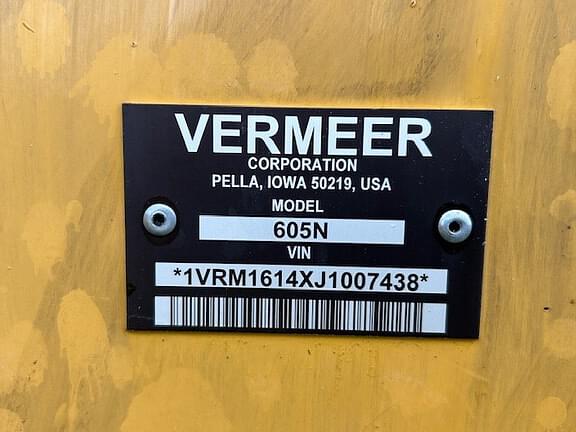 VERMEER
CORPORATION
PELLA, IOWA 50219, USA
MODEL
605N
VIN
*1VRM1614XJ1007438*